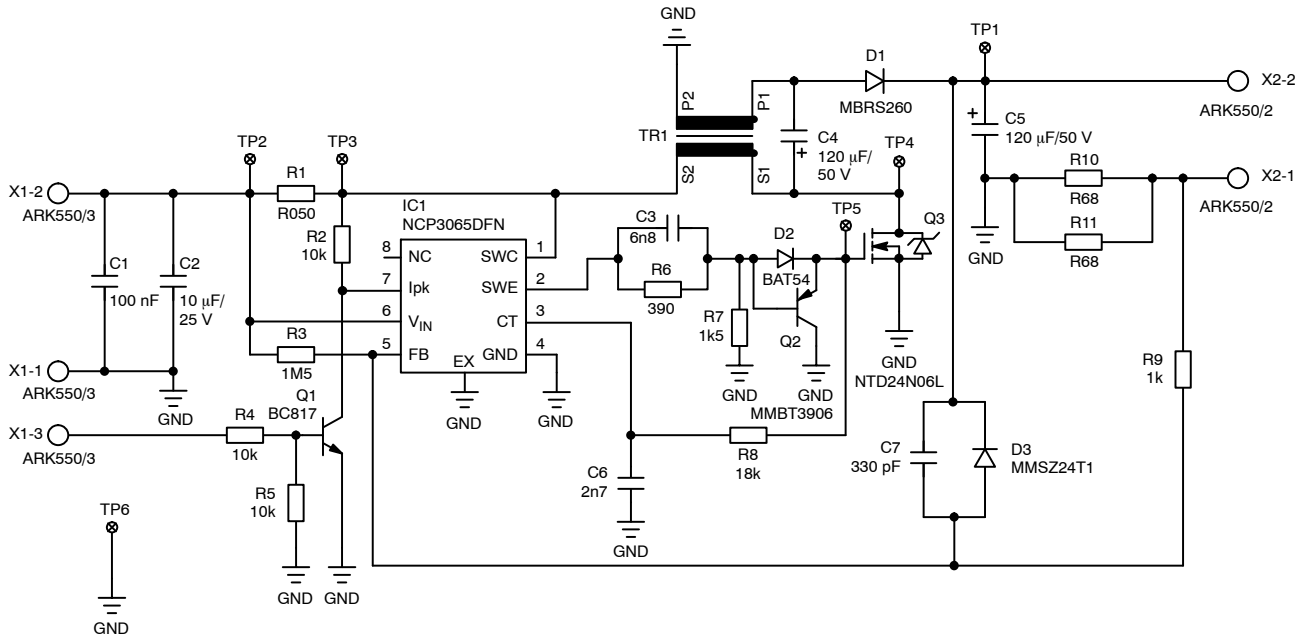 GND
TP1
D1
X2-2
MBRS260
ARK550/2
P2
P1
TR1
C4
120 μF/
50 V
S2
S1
C5
120 μF/50 V
TP4
TP2
TP3
R10
R68
X2-1
ARK550/2
R11
R68
GND
X1-2
ARK550/3
R1
R050
IC1
NCP3065DFN
R2
10k
C3
6n8
TP5
Q3
D2
BAT54
8
NC
SWC
1
7
Ipk
SWE
2
6
VIN
CT
3
5
FB
GND
4
EX
C1
100 nF
C2
10 μF/
25 V
R6
390
R7
1k5
Q2
GND
GND
GND
NTD24N06L
MMBT3906
R3
1M5
R9
1k
X1-1
ARK550/3
GND
GND
GND
Q1
BC817
X1-3
ARK550/3
R4
10k
R8
18k
C7
330 pF
D3
MMSZ24T1
C6
2n7
R5
10k
TP6
GND
GND
GND
GND